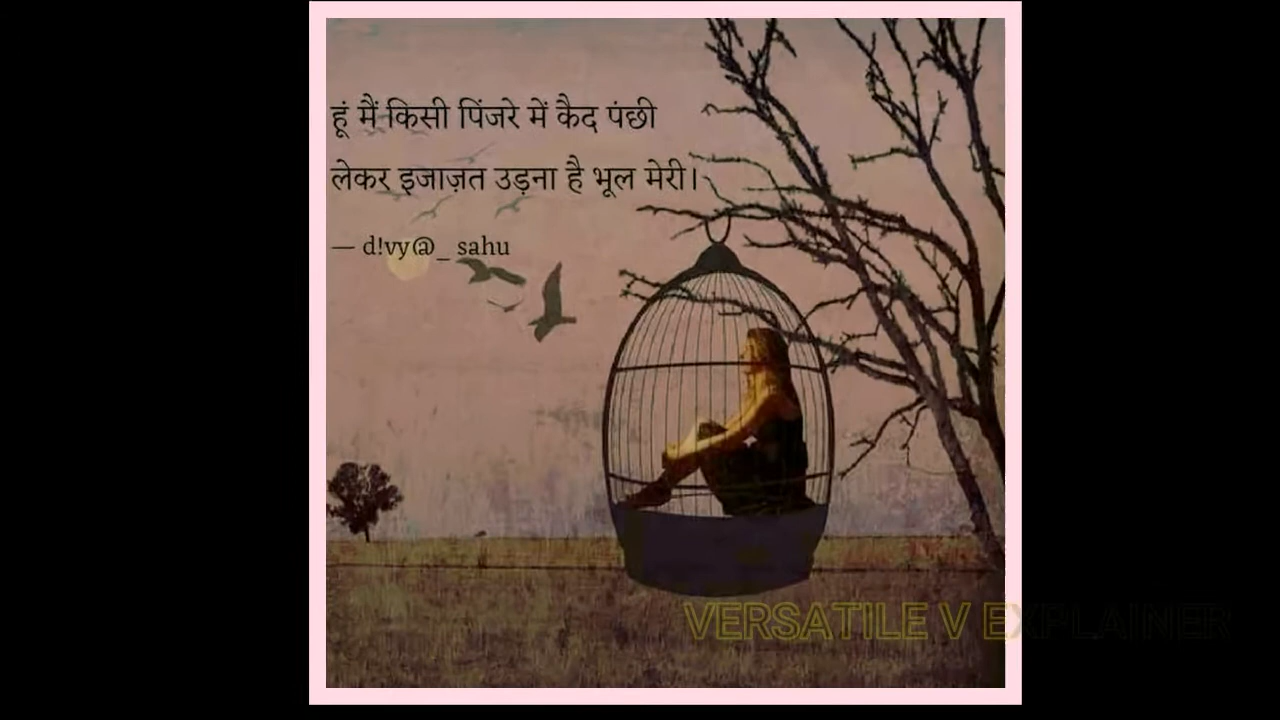 हूं मैं किसी पिंजरे में कैद पंछी
लेकर इजाज़त उड़ना है भूल मेरी।
— d!vy@_ sahu
VERSATILE V EXPLAINER